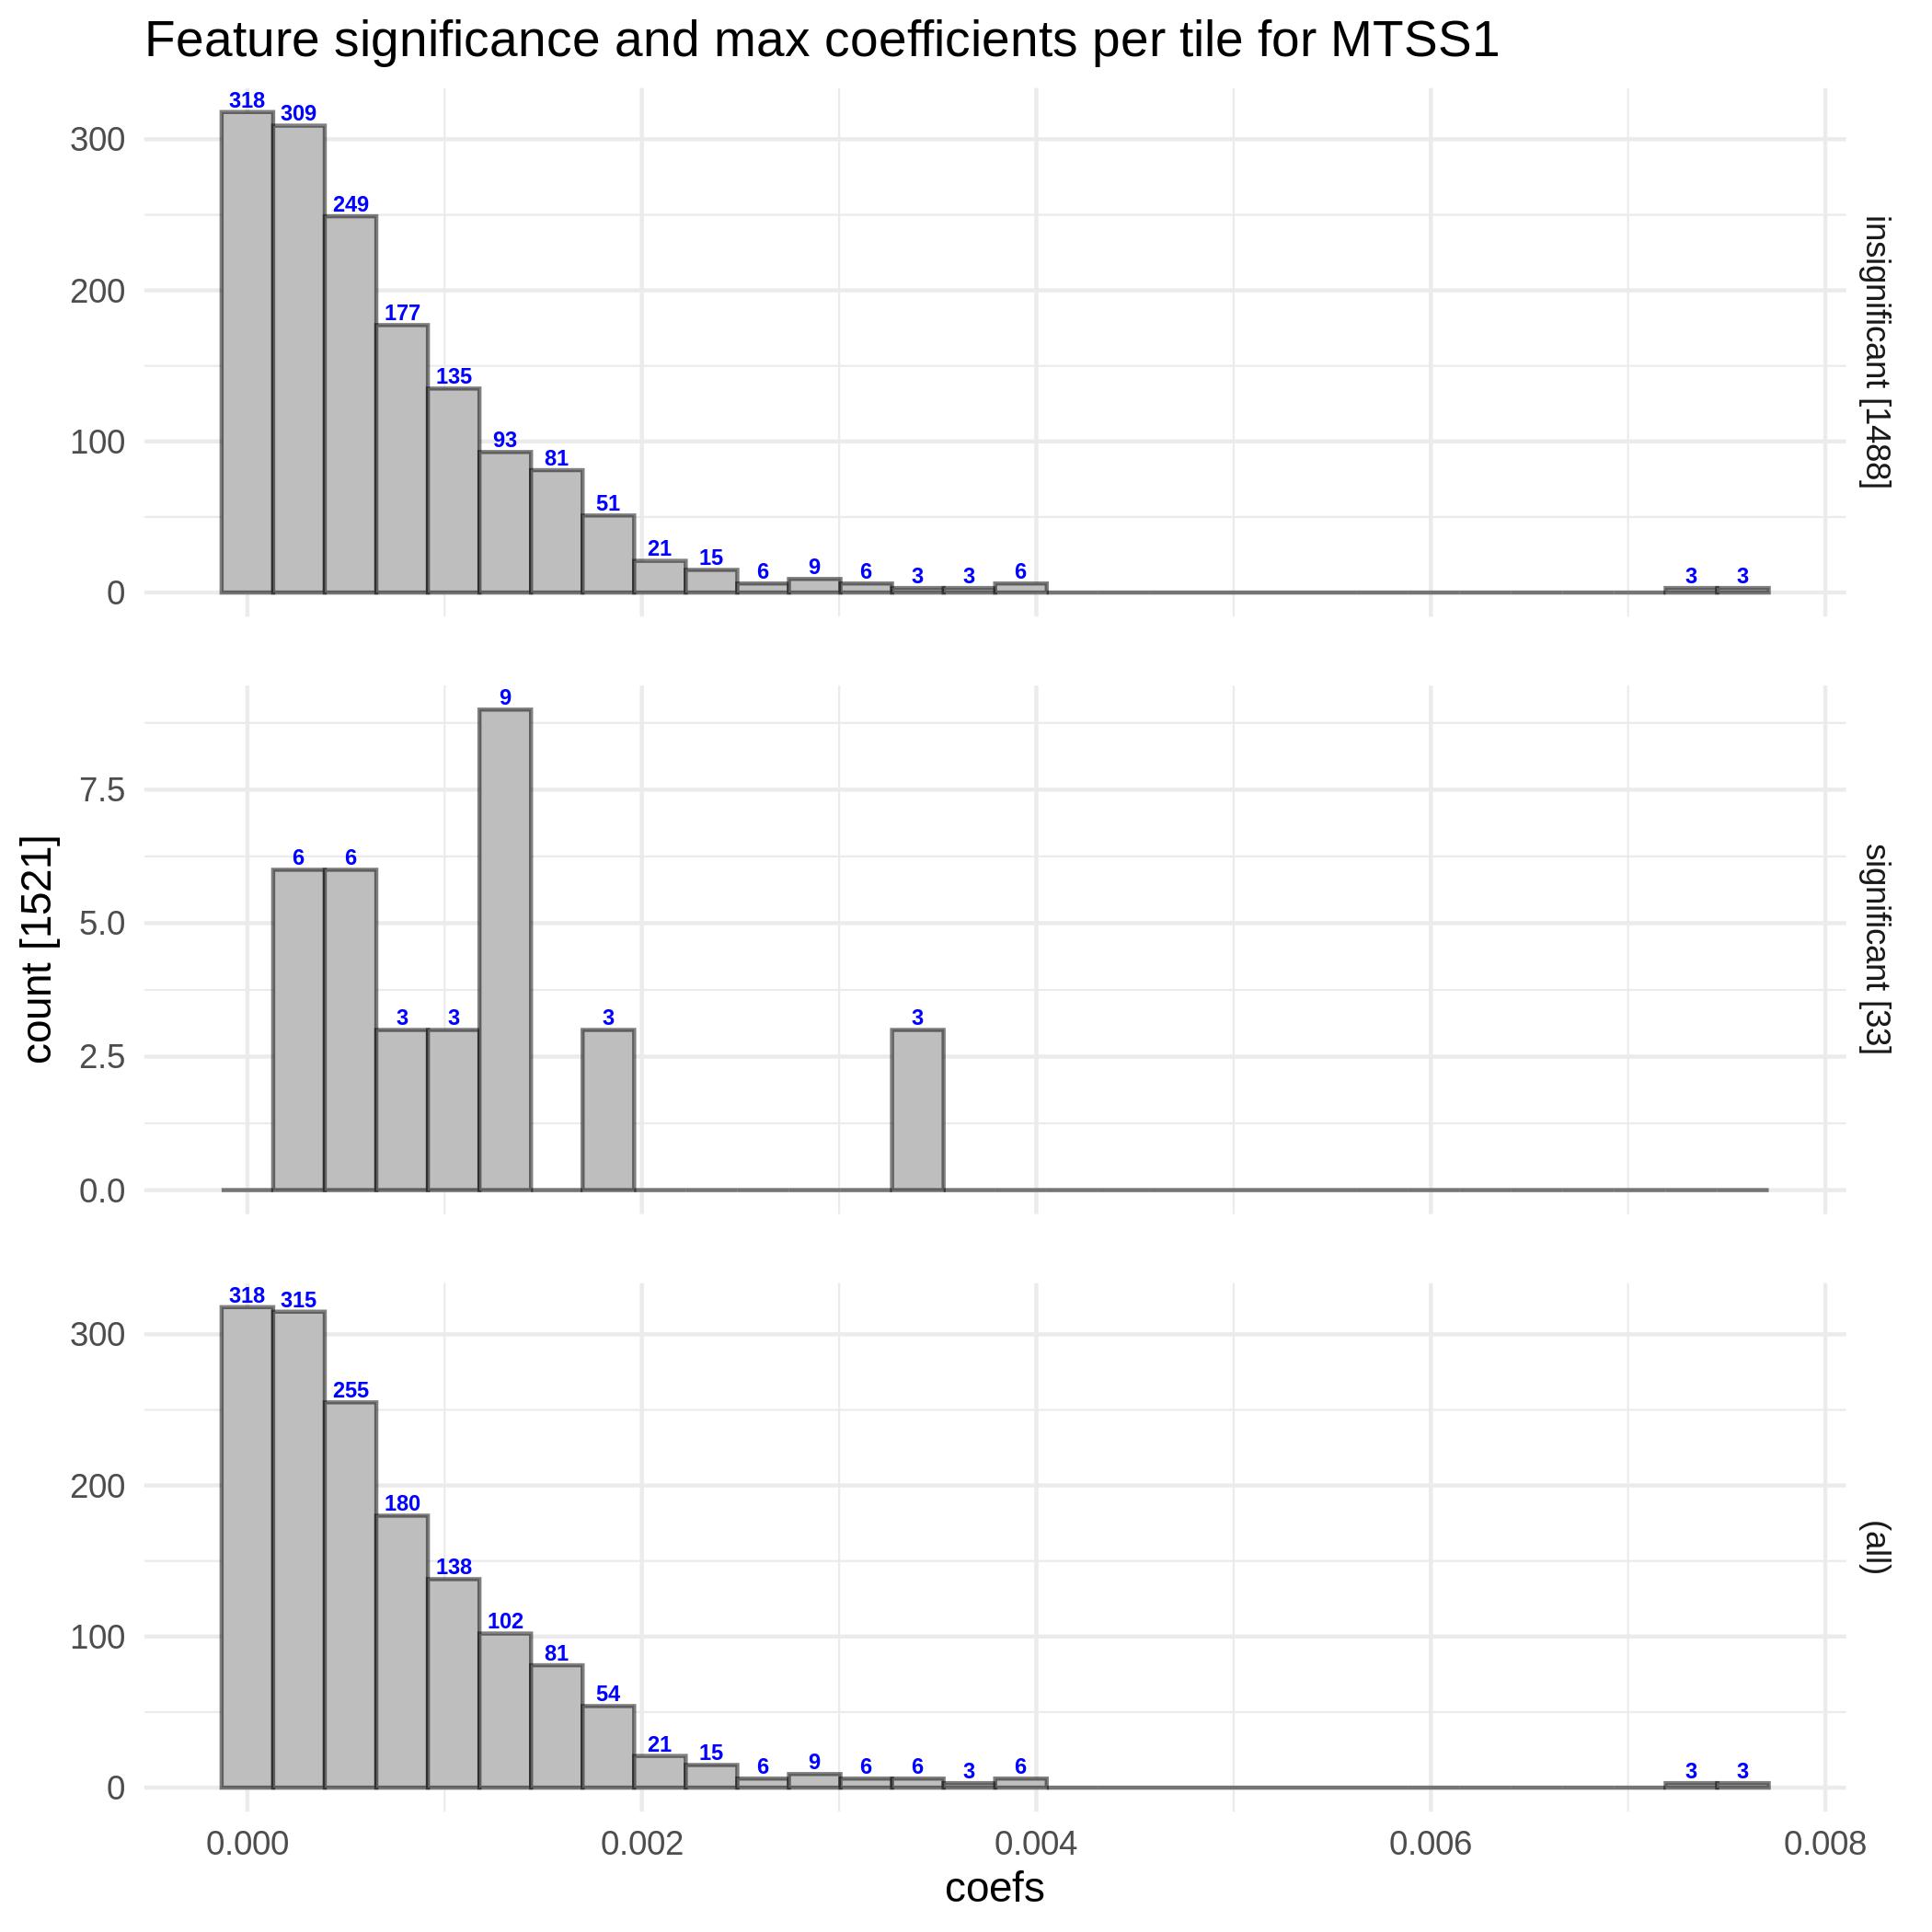 Feature significance and max coefficients per tile for MTSS1
318 309 249 177 135 93 81 51 21 15 6 9 6 3 3 6 3 3
300
200
100
0
insignificant [1488]
9 6 6 3 3 3 3
7.5
5.0
2.5
0.0
significant [33]
count [1521]
318 315 255 180 138 102 81 54 21 15 6 9 6 6 3 6 3 3
300
200
100
0
(all)
0.000 0.002 0.004 0.006 0.008
coefs